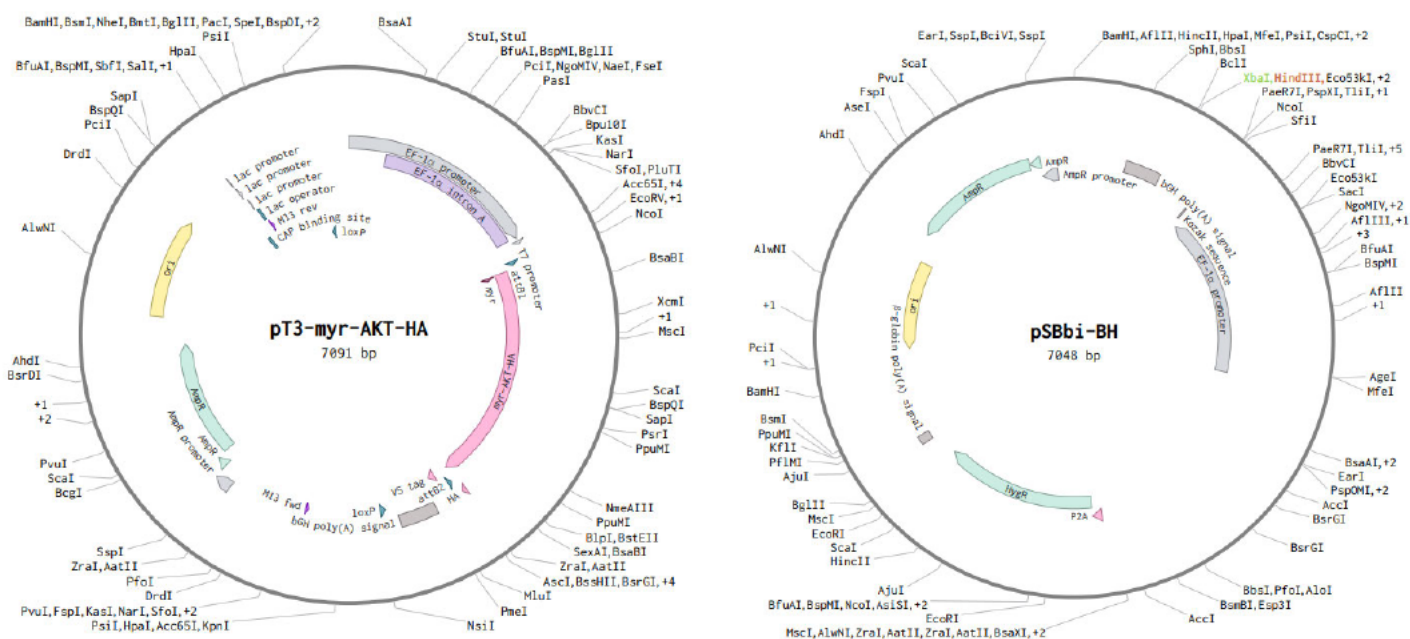 BamHI,BsmI,NheI,BmtI,BglII,PacI,SpeI,BspDI,+2
PsiI
HpaI
BfuAI,BspMI,SbfI,SalI,+1
SapI
BspQI
PciI
DrdI
AlwNI
AhdI
BsrDI
+1
+2
PvuI
ScaI
BcgI
SspI
ZraI,AatII
PfoI
DrdI
PvuI,FspI,KasI,NarI,SfoI,+2
PsiI,HpaI,Acc65I,KpnI
NsiI
PmeI
MluI
AscI,BssHII,BsrGI,+4
ZraI,AatII
SexAI,BsaBI
BlpI,BstEII
PpuMI
NmeAIII
PpuMI
PsrI
SapI
BspQI
ScaI
MscI
+1
XcmI
BsaBI
NcoI
EcoRV,+1
Acc65I,+4
SfoI,PluTI
NarI
KasI
Bpu10I
BbvCI
PasI
PciI,NgoMIV,NaeI,FseI
BfuAI,BspMI,BglII
StuI,StuI
BsaAI
lac promoter
lac promoter
lac promoter
lac operator
M13 rev
CAP binding site
loxP
EF-1α promoter
EF-1α intron A
T7 promoter
attB1
myr
myr-AKT-HA
HA
attB2
V5 tag
bGH poly(A) signal
loxP
M13 fwd
AmpR promoter
AmpR
AmpR
ori
pT3-myr-AKT-HA
7091 bp
EarI,SspI,BciVI,SspI
ScaI
PvuI
FspI
AseI
AhdI
AlwNI
+1
PciI
+1
BamHI
BsmI
PpuMI
KflI
PflMI
AjuI
BglII
MscI
EcoRI
ScaI
HincII
AjuI
BfuAI,BspMI,NcoI,AsiSI,+2
EcoRI
MscI,AlwNI,ZraI,AatII,ZraI,AatII,BsaXI,+2
AccI
BsmBI,Esp3I
BbsI,PfoI,AloI
BsrGI
BsrGI
AccI
PspOMI,+2
EarI
BsaAI,+2
MfeI
AgeI
+1
AflII
BspMI
BfuAI
+3
AflIII,+1
NgoMIV,+2
SacI
Eco53kI
BbvCI
PaeR7I,TliI,+5
SfiI
NcoI
PaeR7I,PspXI,TliI,+1
XbaI,HindIII,Eco53kI,+2
BclI
SphI,BbsI
BamHI,AflII,HincII,HpaI,MfeI,PsiI,CspCI,+2
AmpR
AmpR
AmpR promoter
bGH poly(A) signal
Kozak sequence
EF-1α promoter
P2A
HygR
β-globin poly(A) signal
ori
pSBbi-BH
7048 bp